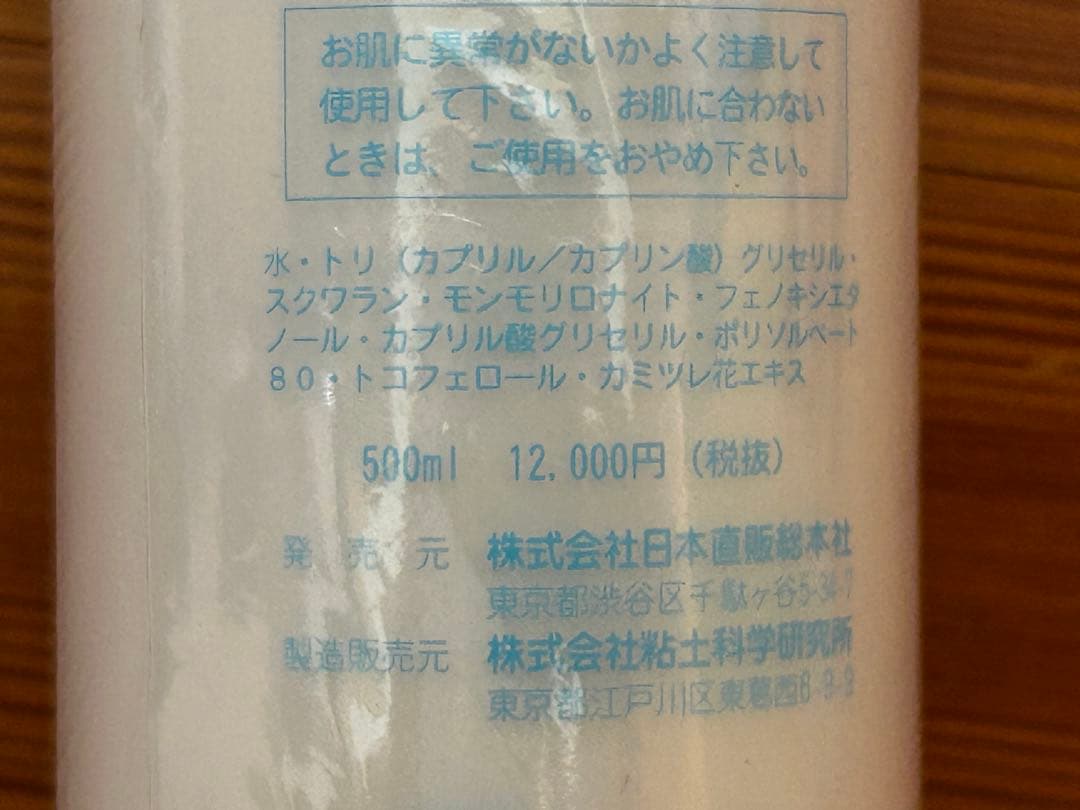 お肌に異常がないかよく注意して
使用して下さい。お肌に合わない
ときは、ご使用をおやめ下さい。
水・トリ（カプリル／カプリン酸）グリセリル・
スクワラン・モンモリロナイト・フェノキシエタ
ノール・カプリル酸グリセリル・ポリソルベート
８０・トコフェロール・カミツレ花エキス
500ml 12,000円（税抜）
発売元 株式会社日本直販総本社
東京都渋谷区千駄ヶ谷5-34-7
製造販売元 株式会社粘土科学研究所
東京都江戸川区東葛西8-9-9